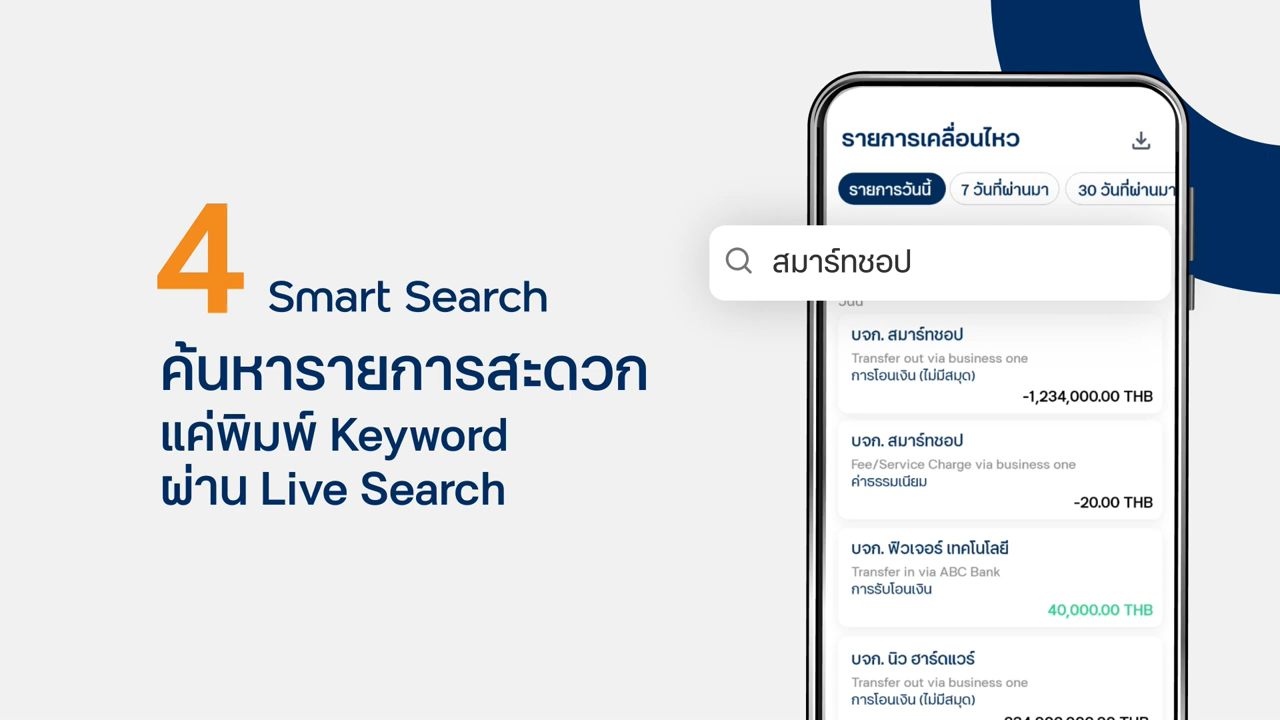 4 Smart Search
ค้นหารายการสะดวก
แค่พิมพ์ Keyword
ผ่าน Live Search
รายการเคลื่อนไหว
รายการวันนี้ 7 วันที่ผ่านมา 30 วันที่ผ่านมา
สมาร์ทชอป
บจก. สมาร์ทชอป
Transfer out via business one
การโอนเงิน (ไม่มีสมุด)
-1,234,000.00 THB
บจก. สมาร์ทชอป
Fee/Service Charge via business one
ค่าธรรมเนียม
-20.00 THB
บจก. ฟิวเจอร์ เทคโนโลยี
Transfer in via ABC Bank
การรับโอนเงิน
40,000.00 THB
บจก. นิว ฮาร์ดแวร์
Transfer out via business one
การโอนเงิน (ไม่มีสมุด)